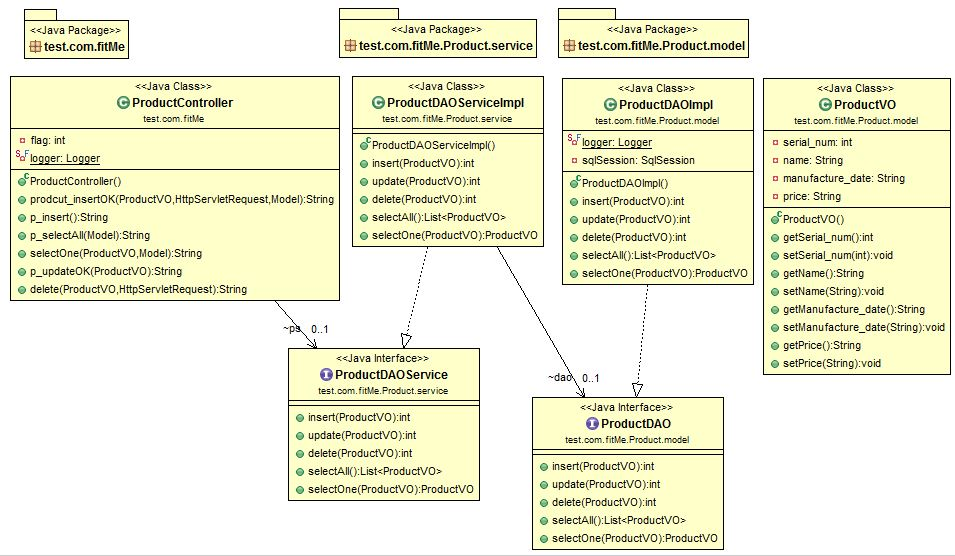 <<Java Package>>
test.com.fitMe
<<Java Package>>
test.com.fitMe.Product.service
<<Java Package>>
test.com.fitMe.Product.model
<<Java Class>>
ProductController
test.com.fitMe
flag: int
logger: Logger
ProductController()
prodcut_insertOK(ProductVO,HttpServletRequest,Model):String
p_insert():String
p_selectAll(Model):String
selectOne(ProductVO,Model):String
p_updateOK(ProductVO):String
delete(ProductVO,HttpServletRequest):String
<<Java Class>>
ProductDAOServiceImpl
test.com.fitMe.Product.service
ProductDAOServiceImpl()
insert(ProductVO):int
update(ProductVO):int
delete(ProductVO):int
selectAll():List<ProductVO>
selectOne(ProductVO):ProductVO
<<Java Class>>
ProductDAOImpl
test.com.fitMe.Product.model
logger: Logger
sqlSession: SqlSession
ProductDAOImpl()
insert(ProductVO):int
update(ProductVO):int
delete(ProductVO):int
selectAll():List<ProductVO>
selectOne(ProductVO):ProductVO
<<Java Class>>
ProductVO
test.com.fitMe.Product.model
serial_num: int
name: String
manufacture_date: String
price: String
ProductVO()
getSerial_num():int
setSerial_num(int):void
getName():String
setName(String):void
getManufacture_date():String
setManufacture_date(String):void
getPrice():String
setPrice(String):void
~ps 0..1
<<Java Interface>>
ProductDAOService
test.com.fitMe.Product.service
insert(ProductVO):int
update(ProductVO):int
delete(ProductVO):int
selectAll():List<ProductVO>
selectOne(ProductVO):ProductVO
~dao 0..1
<<Java Interface>>
ProductDAO
test.com.fitMe.Product.model
insert(ProductVO):int
update(ProductVO):int
delete(ProductVO):int
selectAll():List<ProductVO>
selectOne(ProductVO):ProductVO